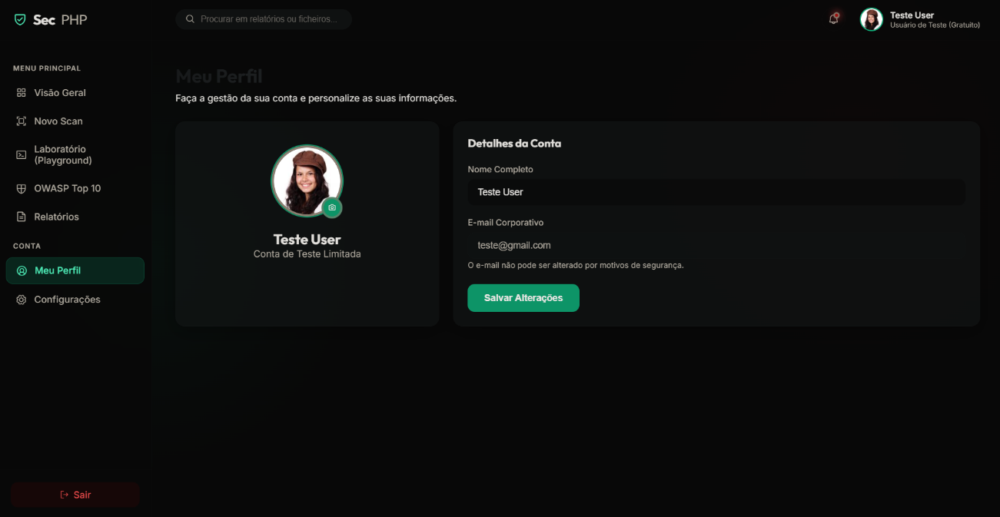 Sec PHP
Procurar em relatórios ou ficheiros...
Teste User
Usuário de Teste (Gratuito)
MENU PRINCIPAL
Visão Geral
Novo Scan
Laboratório
(Playground)
OWASP Top 10
Relatórios
CONTA
Meu Perfil
Configurações
Sair
Meu Perfil
Faça a gestão da sua conta e personalize as suas informações.
Teste User
Conta de Teste Limitada
Detalhes da Conta
Nome Completo
Teste User
E-mail Corporativo
teste@gmail.com
O e-mail não pode ser alterado por motivos de segurança.
Salvar Alterações